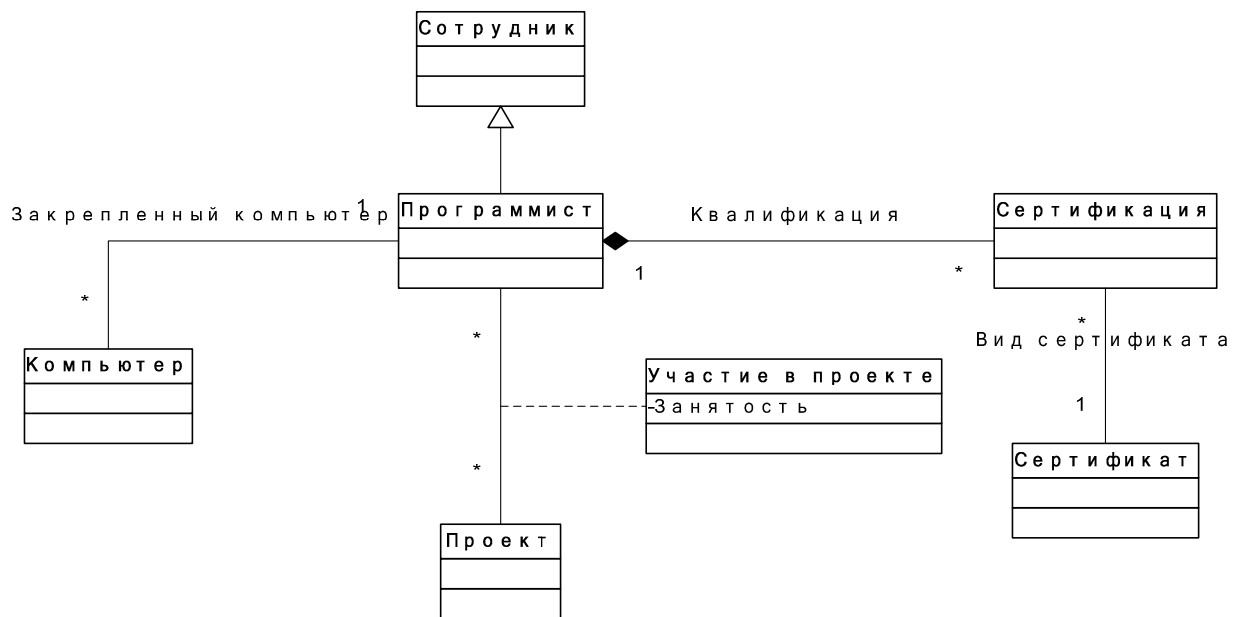 Сотрудник
Закрепленный компьютер
1
Программист
Квалификация
Сертификация
1
*
*
*
*
Вид сертификата
Компьютер
Участие в проекте
-Занятость
1
*
Сертификат
Проект